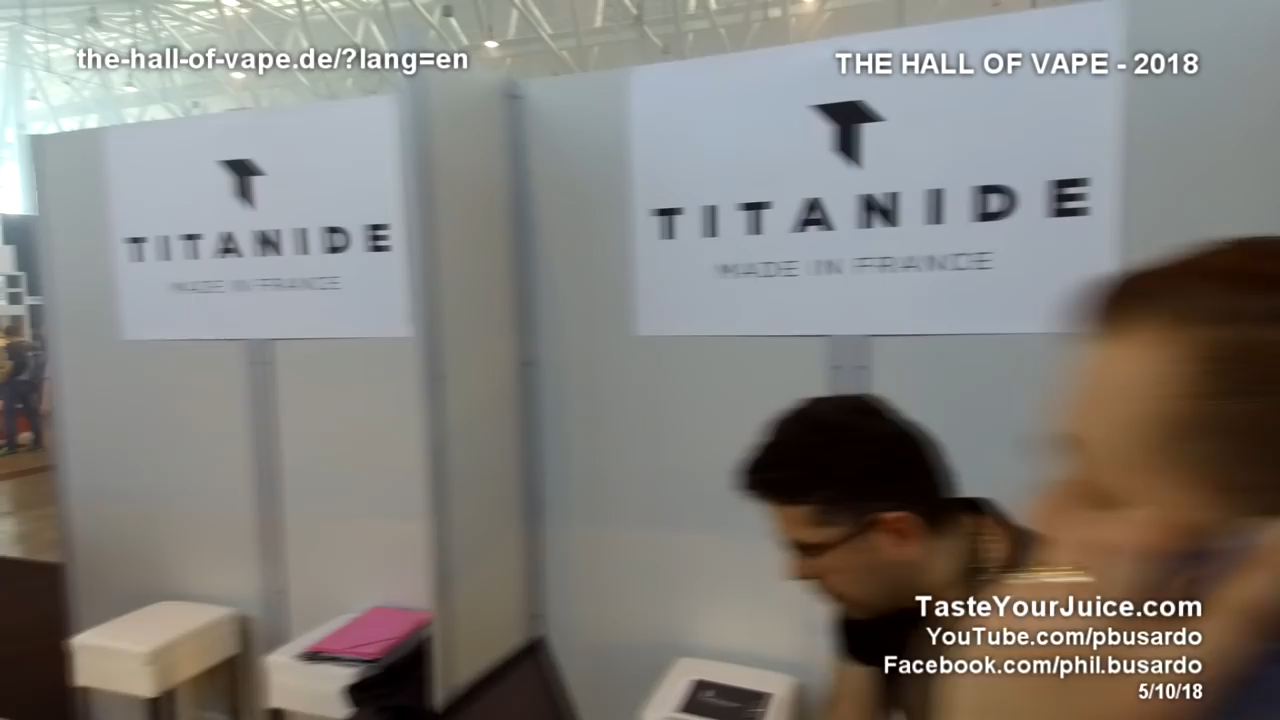 the-hall-of-vape.de/?lang=en
THE HALL OF VAPE - 2018
TITANIDE
MADE IN FRANCE
TITANIDE
MADE IN FRANCE
TasteYourJuice.com
YouTube.com/pbusardo
Facebook.com/phil.busardo
5/10/18